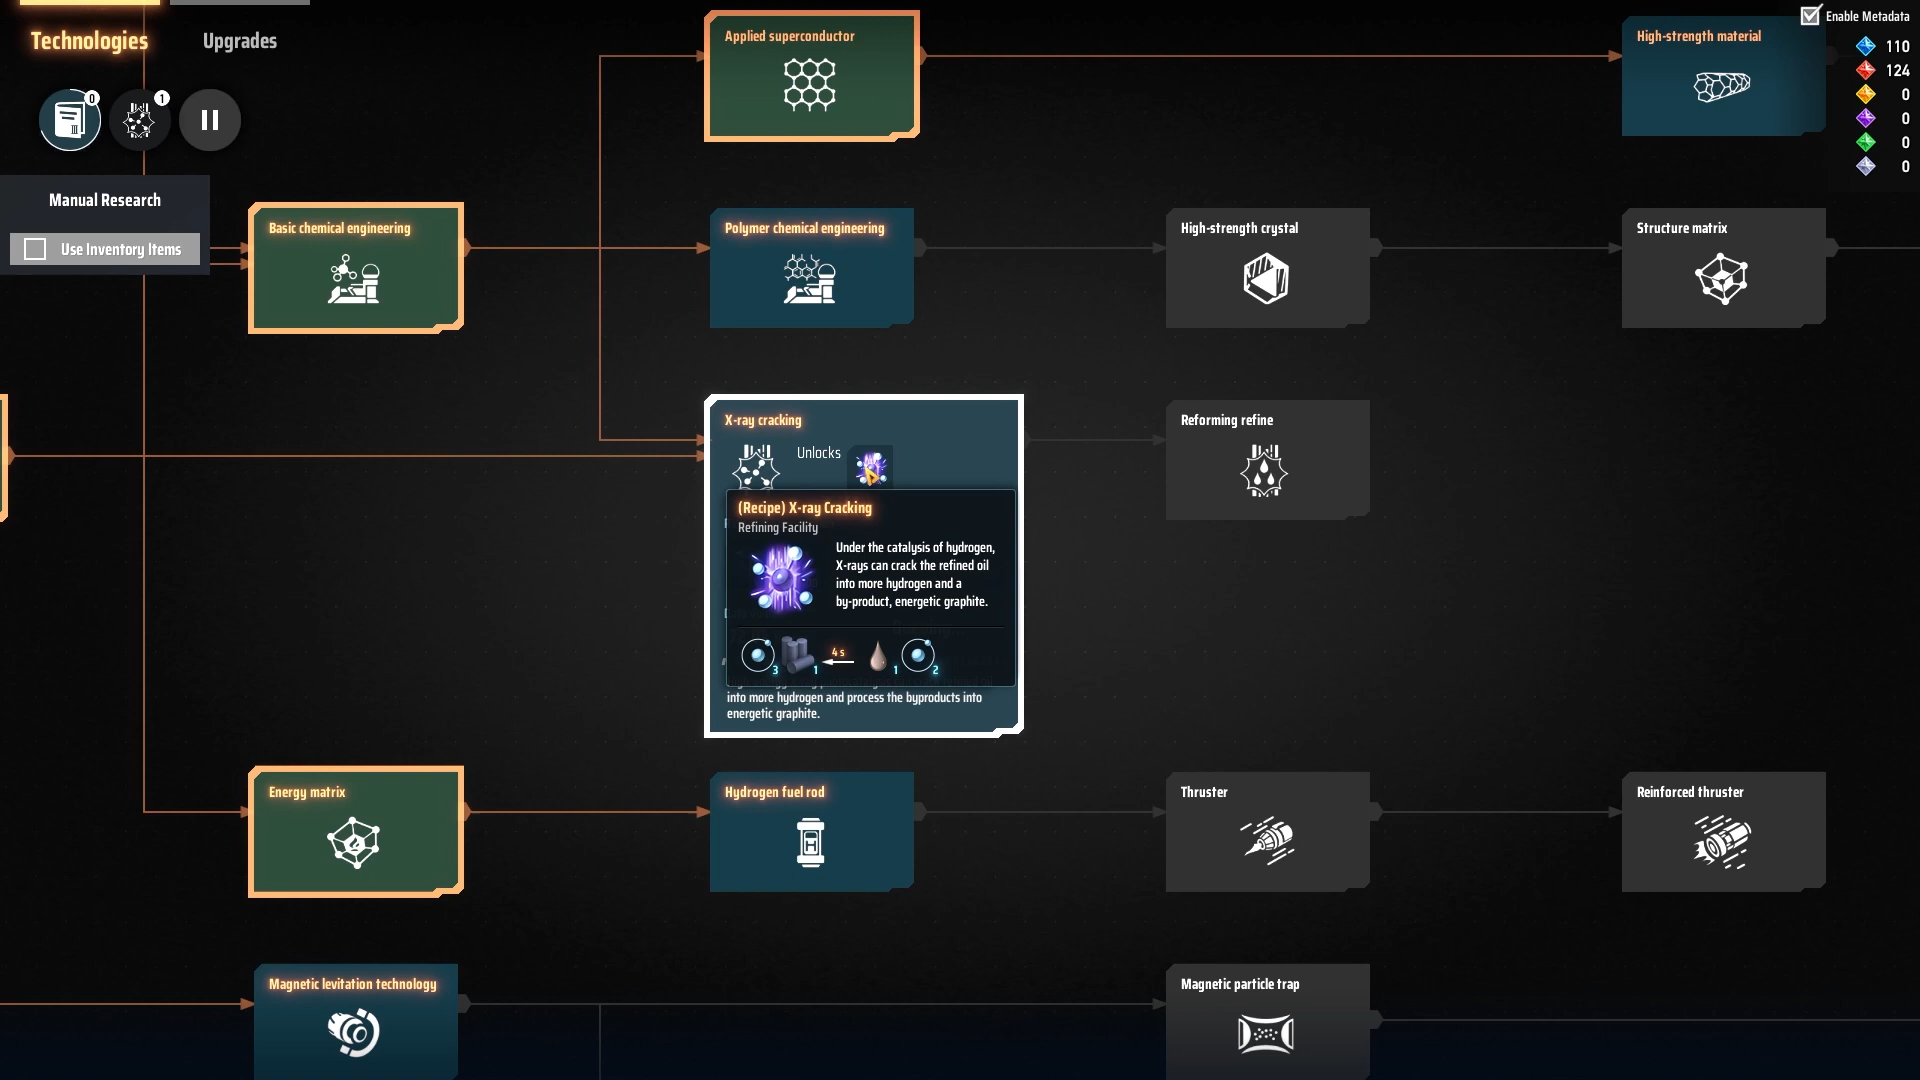 Technologies
Upgrades
0
1
Manual Research
Use Inventory Items
Enable Metadata
110
124
0
0
0
0
Applied superconductor
High-strength material
Basic chemical engineering
Polymer chemical engineering
High-strength crystal
Structure matrix
X-ray cracking
Unlocks
(Recipe) X-ray Cracking
Refining Facility
Under the catalysis of hydrogen,
X-rays can crack the refined oil
into more hydrogen and a
by-product, energetic graphite.
3 1 4 s 1 2
into more hydrogen and process the byproducts into
energetic graphite.
Reforming refine
Energy matrix
Hydrogen fuel rod
Thruster
Reinforced thruster
Magnetic levitation technology
Magnetic particle trap